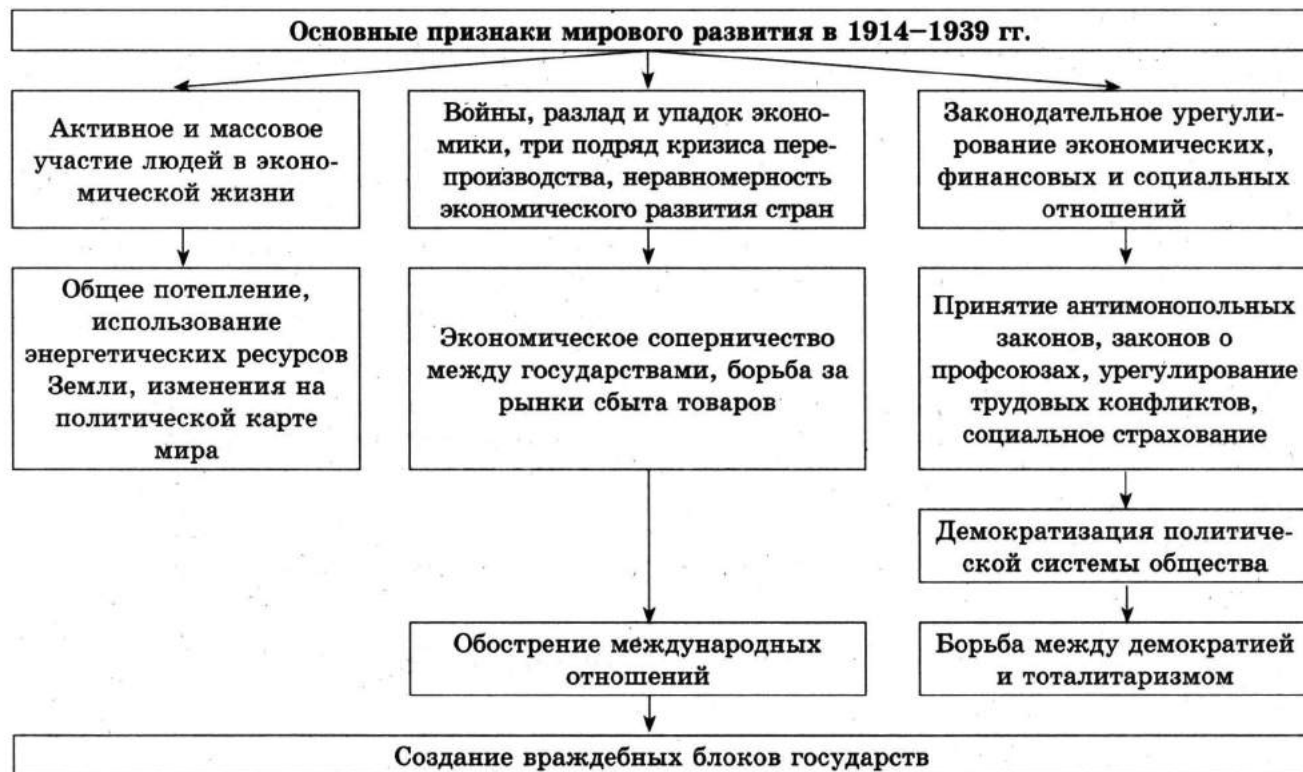 Основные признаки мирового развития в 1914—1939 гг.
Активное и массовое
участие людей в эконо-
мической жизни
Войны, разлад и упадок эконо-
мики, три подряд кризиса пере-
производства, неравномерность
экономического развития стран
Законодательное урегули-
рование экономических,
финансовых и социальных
отношений
Общее потепление,
использование
энергетических ресурсов
Земли, изменения на
политической карте
мира
Экономическое соперничество
между государствами, борьба за
рынки сбыта товаров
Принятие антимонопольных
законов, законов о
профсоюзах, урегулирование
трудовых конфликтов,
социальное страхование
Демократизация политиче-
ской системы общества
Обострение международных
отношений
Борьба между демократией
и тоталитаризмом
Создание враждебных блоков государств